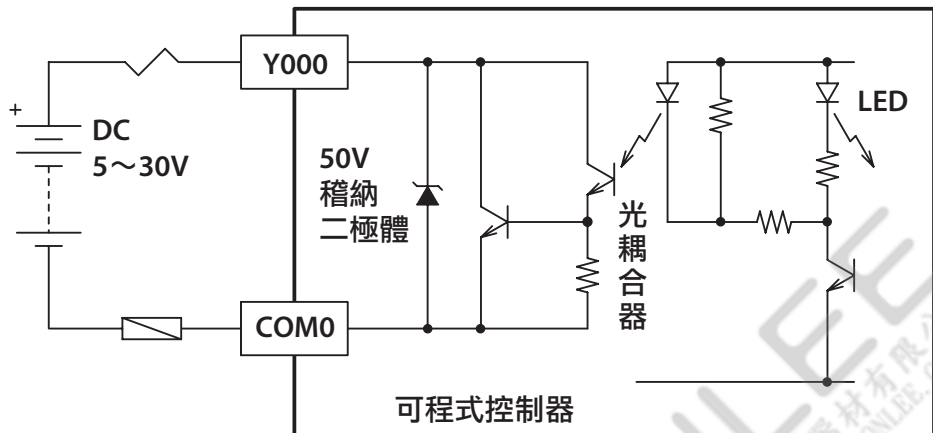 Y000
+
DC
5～30V
50V
稽納
二極體
光耦合器
LED
COM0
可程式控制器